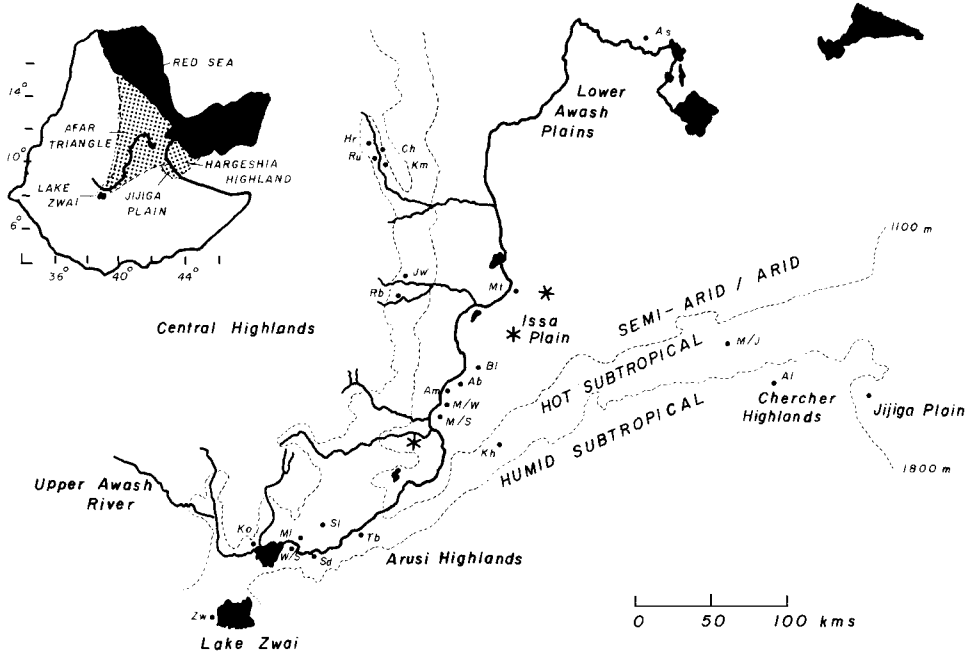 RED SEA
14°
AFAR
TRIANGLE
10°
HARGESHIA
HIGHLAND
LAKE
ZWAI
JIJIGA
PLAIN
6°
36°
40°
44°
As
Lower
Awash
Plains
Hr
Ch
Ru
Km
1100 m
Jw
Rb
Mt
Issa
Plain
SEMI-ARID / ARID
Central Highlands
HOT SUBTROPICAL
M/J
Bl
Ab
Am
M/W
M/S
Al
Chercher
Highlands
Jijiga Plain
Kh
HUMID SUBTROPICAL
1800 m
Upper Awash
River
Ko
Ml
Sl
Tb
W/S
Sd
Arusi Highlands
Zw
Lake Zwai
0 50 100 kms